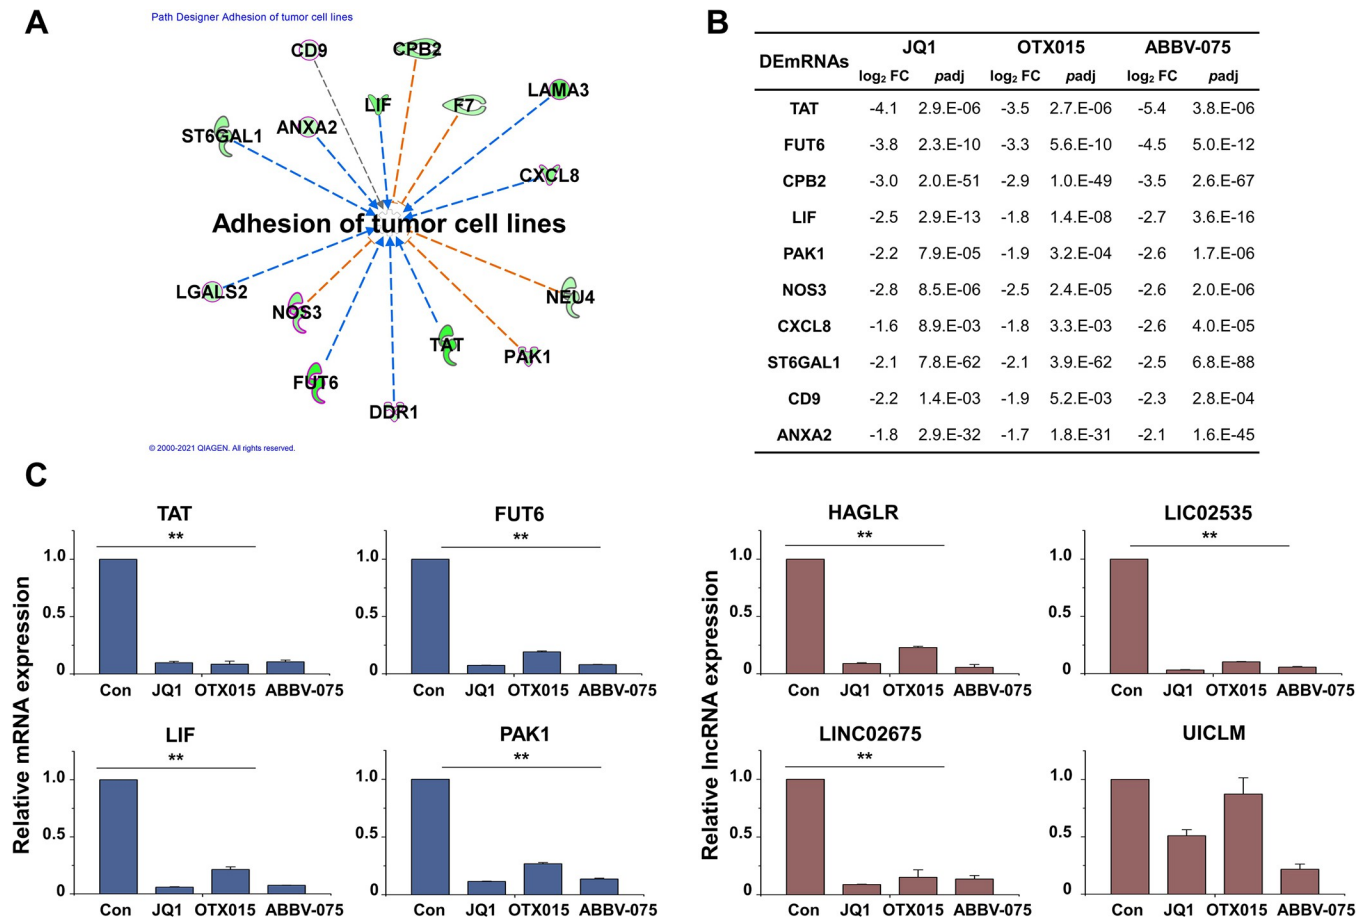 A
Path Designer Adhesion of tumor cell lines
CD9
CPB2
LIF
F7
LAMA3
ST6GAL1
ANXA2
CXCL8
Adhesion of tumor cell lines
LGALS2
NOS3
NEU4
TAT
PAK1
FUT6
DDR1
© 2000-2021 QIAGEN. All rights reserved.
B
DEmRNAs JQ1 OTX015 ABBV-075
log2 FC padj log2 FC padj log2 FC padj
TAT -4.1 2.9.E-06 -3.5 2.7.E-06 -5.4 3.8.E-06
FUT6 -3.8 2.3.E-10 -3.3 5.6.E-10 -4.5 5.0.E-12
CPB2 -3.0 2.0.E-51 -2.9 1.0.E-49 -3.5 2.6.E-67
LIF -2.5 2.9.E-13 -1.8 1.4.E-08 -2.7 3.6.E-16
PAK1 -2.2 7.9.E-05 -1.9 3.2.E-04 -2.6 1.7.E-06
NOS3 -2.8 8.5.E-06 -2.5 2.4.E-05 -2.6 2.0.E-06
CXCL8 -1.6 8.9.E-03 -1.8 3.3.E-03 -2.6 4.0.E-05
ST6GAL1 -2.1 7.8.E-62 -2.1 3.9.E-62 -2.5 6.8.E-88
CD9 -2.2 1.4.E-03 -1.9 5.2.E-03 -2.3 2.8.E-04
ANXA2 -1.8 2.9.E-32 -1.7 1.8.E-31 -2.1 1.6.E-45
C
Relative mRNA expression
TAT
**
1.0
0.5
0
Con JQ1 OTX015 ABBV-075
FUT6
**
1.0
0.5
0
Con JQ1 OTX015 ABBV-075
LIF
**
1.0
0.5
0
Con JQ1 OTX015 ABBV-075
PAK1
**
1.0
0.5
0
Con JQ1 OTX015 ABBV-075
Relative lncRNA expression
HAGLR
**
1.0
0.5
0
Con JQ1 OTX015 ABBV-075
LIC02535
**
1.0
0.5
0
Con JQ1 OTX015 ABBV-075
LINC02675
**
1.0
0.5
0
Con JQ1 OTX015 ABBV-075
UICLM
1.0
0.5
0
Con JQ1 OTX015 ABBV-075